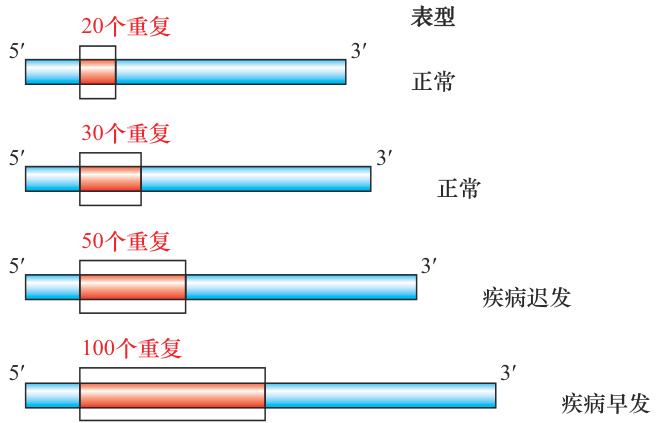 表型
20个重复
5′ 3′
正常
30个重复
5′ 3′
正常
50个重复
5′ 3′
疾病迟发
100个重复
5′ 3′
疾病早发